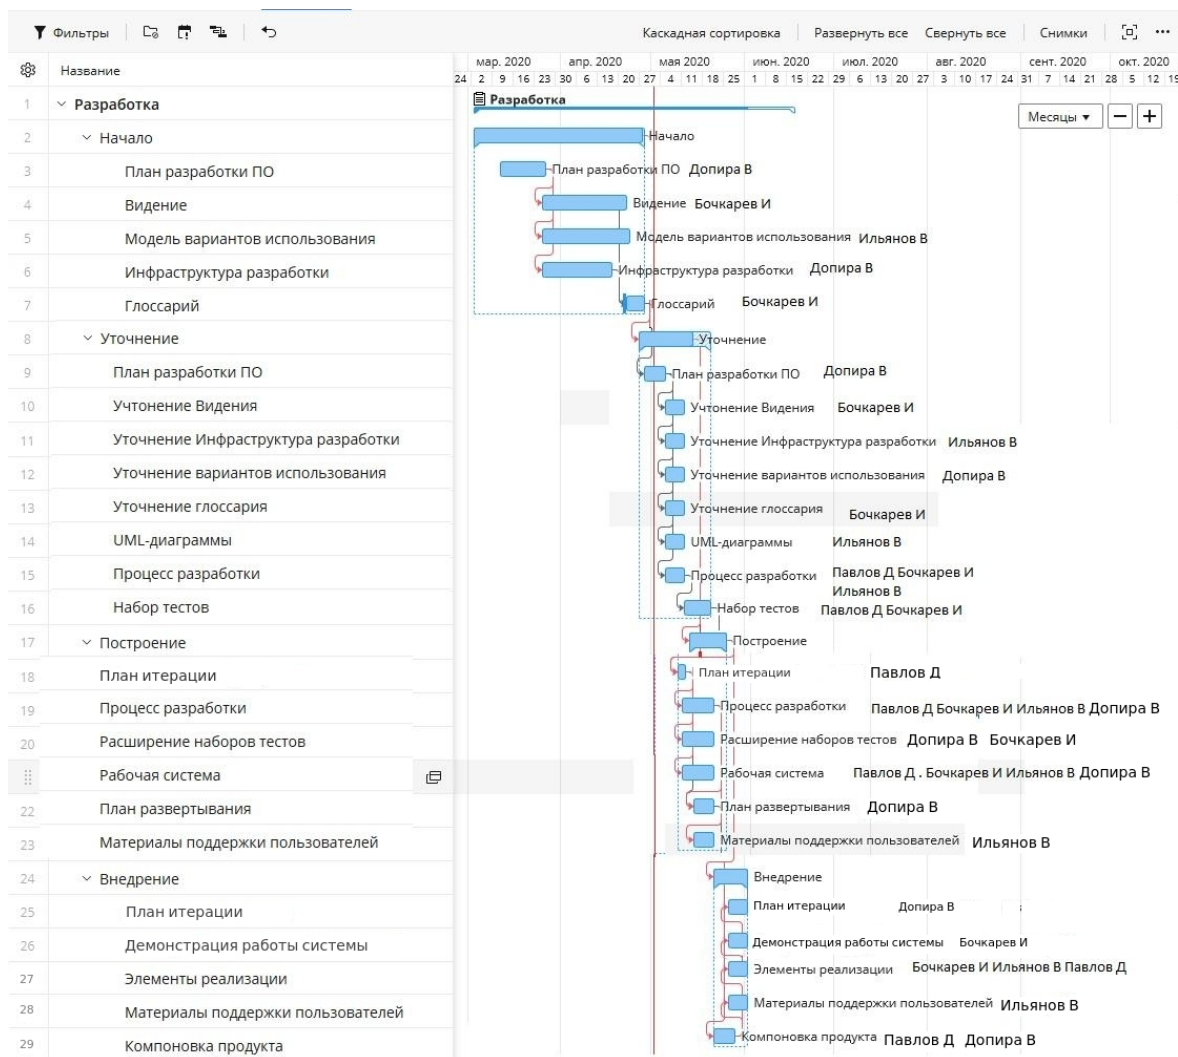 Фильтры Каскадная сортировка Развернуть все Свернуть все Снимки
Название
мар. 2020 апр. 2020 мая 2020 июн. 2020 июл. 2020 авг. 2020 сент. 2020 окт. 2020
24 2 9 16 23 30 6 13 20 27 4 11 18 25 1 8 15 22 29 6 13 20 27 3 10 17 24 31 7 14 21 28 5 12 19
1 Разработка Разработка
Месяцы
2 Начало Начало
3 План разработки ПО План разработки ПО Допира В
4 Видение Видение Бочкарев И
5 Модель вариантов использования Модель вариантов использования Ильянов В
6 Инфраструктура разработки Инфраструктура разработки Допира В
7 Глоссарий Глоссарий Бочкарев И
8 Уточнение Уточнение
9 План разработки ПО План разработки ПО Допира В
10 Учтонение Видения Учтонение Видения Бочкарев И
11 Уточнение Инфраструктура разработки Уточнение Инфраструктура разработки Ильянов В
12 Уточнение вариантов использования Уточнение вариантов использования Допира В
13 Уточнение глоссария Уточнение глоссария Бочкарев И
14 UML-диаграммы UML-диаграммы Ильянов В
15 Процесс разработки Процесс разработки Павлов Д Бочкарев И
Ильянов В
16 Набор тестов Набор тестов Павлов Д Бочкарев И
17 Построение Построение
18 План итерации План итерации Павлов Д
19 Процесс разработки Процесс разработки Павлов Д Бочкарев И Ильянов В Допира В
20 Расширение наборов тестов Расширение наборов тестов Допира В Бочкарев И
Рабочая система Рабочая система Павлов Д . Бочкарев И Ильянов В Допира В
22 План развертывания План развертывания Допира В
23 Материалы поддержки пользователей Материалы поддержки пользователей Ильянов В
24 Внедрение Внедрение
25 План итерации План итерации Допира В
26 Демонстрация работы системы Демонстрация работы системы Бочкарев И
27 Элементы реализации Элементы реализации Бочкарев И Ильянов В Павлов Д
28 Материалы поддержки пользователей Материалы поддержки пользователей Ильянов В
29 Компоновка продукта Компоновка продукта Павлов Д Допира В